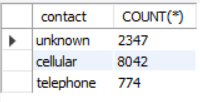 contact COUNT(*)
unknown 2347
cellular 8042
telephone 774